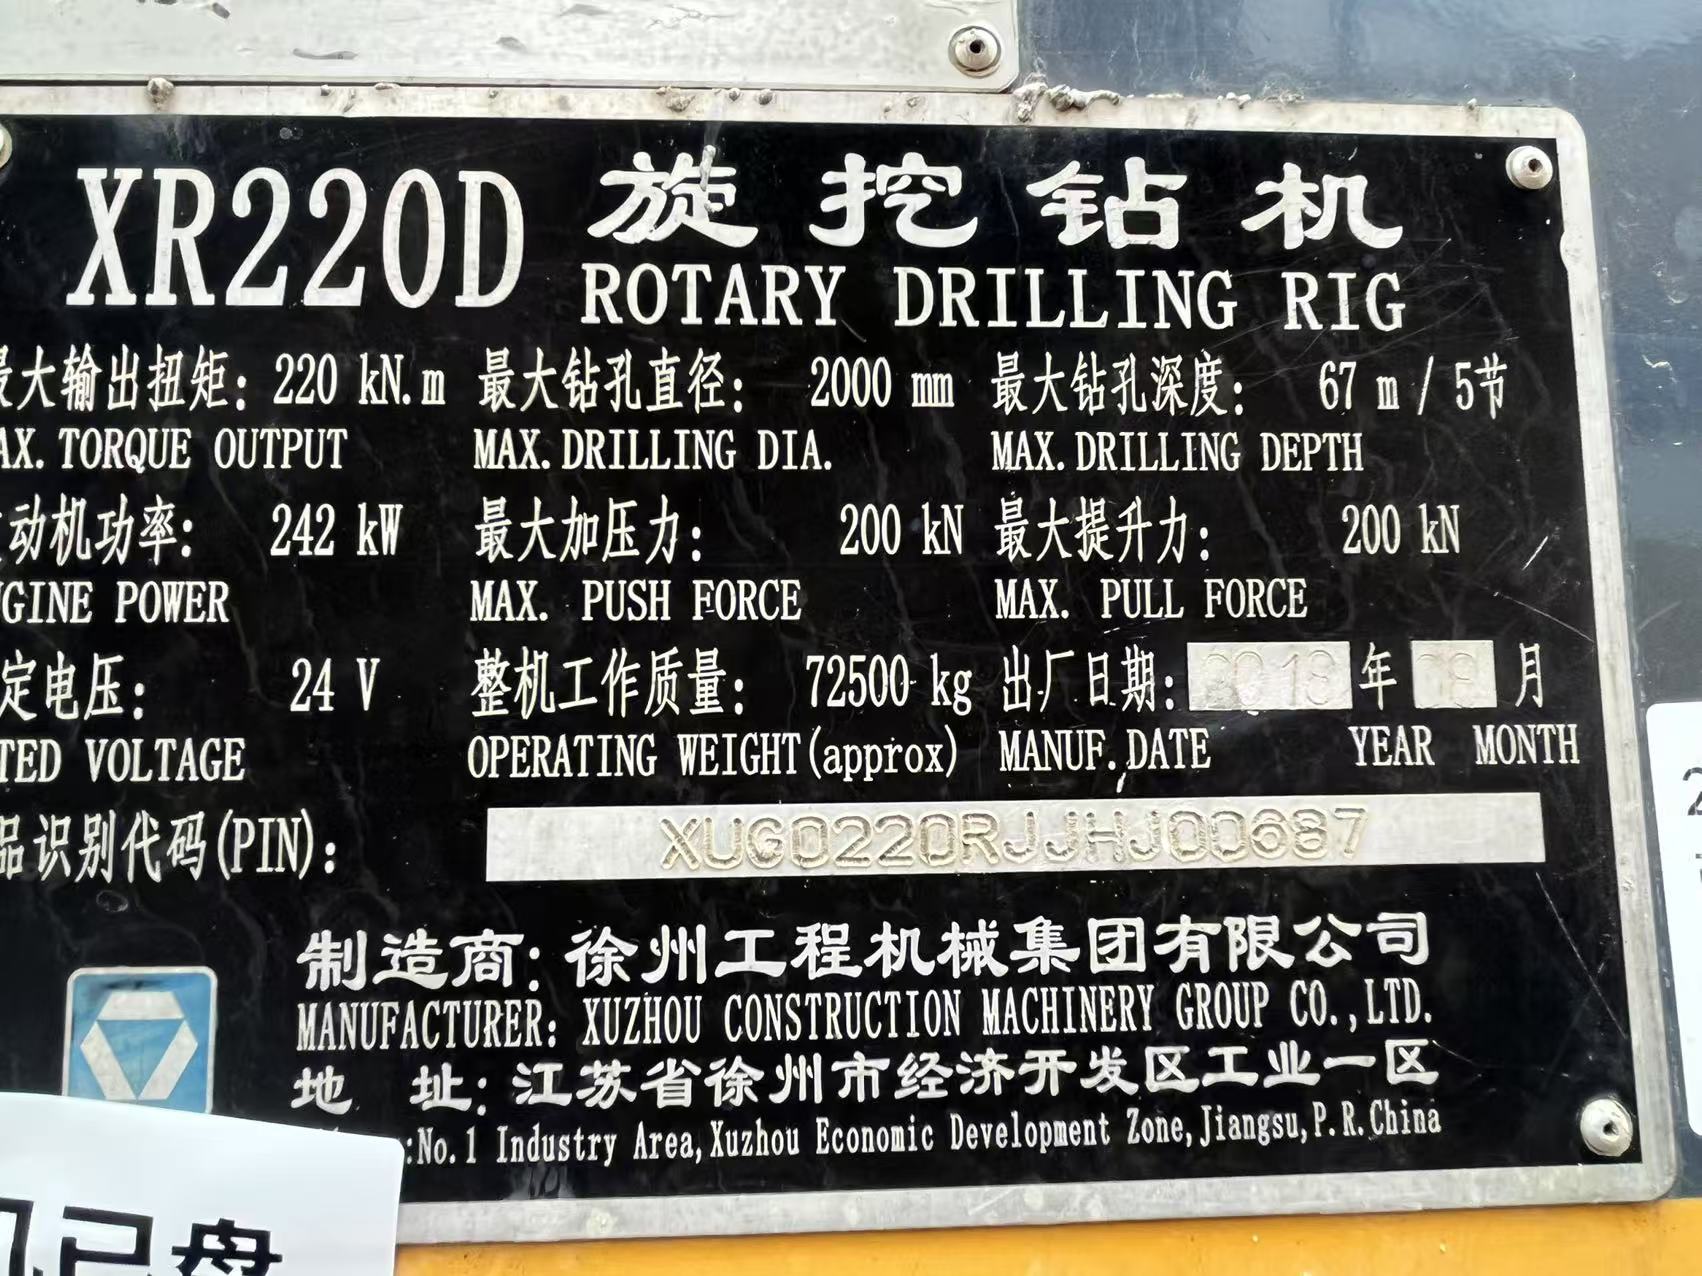 XR220D 旋挖钻机
ROTARY DRILLING RIG
最大输出扭矩: 220 kN.m 最大钻孔直径: 2000 mm 最大钻孔深度: 67 m / 5节
AX. TORQUE OUTPUT MAX. DRILLING DIA. MAX. DRILLING DEPTH
动机功率: 242 kW 最大加压力: 200 kN 最大提升力: 200 kN
GINE POWER MAX. PUSH FORCE MAX. PULL FORCE
定电压: 24 V 整机工作质量: 72500 kg 出厂日期: 2018 年 月
TED VOLTAGE OPERATING WEIGHT(approx) MANUF. DATE YEAR MONTH
品识别代码(PIN): XUG0220RJJHJ00687
制造商: 徐州工程机械集团有限公司
MANUFACTURER: XUZHOU CONSTRUCTION MACHINERY GROUP CO.,LTD.
地 址: 江苏省徐州市经济开发区工业一区
:No.1 Industry Area,Xuzhou Economic Development Zone,Jiangsu,P.R.China
已盘